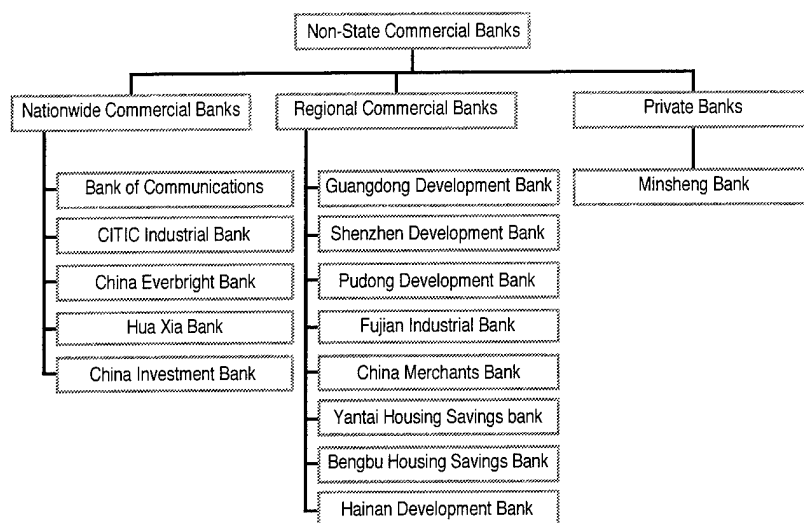 Non-State Commercial Banks
Nationwide Commercial Banks
Regional Commercial Banks
Private Banks
Bank of Communications
CITIC Industrial Bank
China Everbright Bank
Hua Xia Bank
China Investment Bank
Guangdong Development Bank
Shenzhen Development Bank
Pudong Development Bank
Fujian Industrial Bank
China Merchants Bank
Yantai Housing Savings bank
Bengbu Housing Savings Bank
Hainan Development Bank
Minsheng Bank